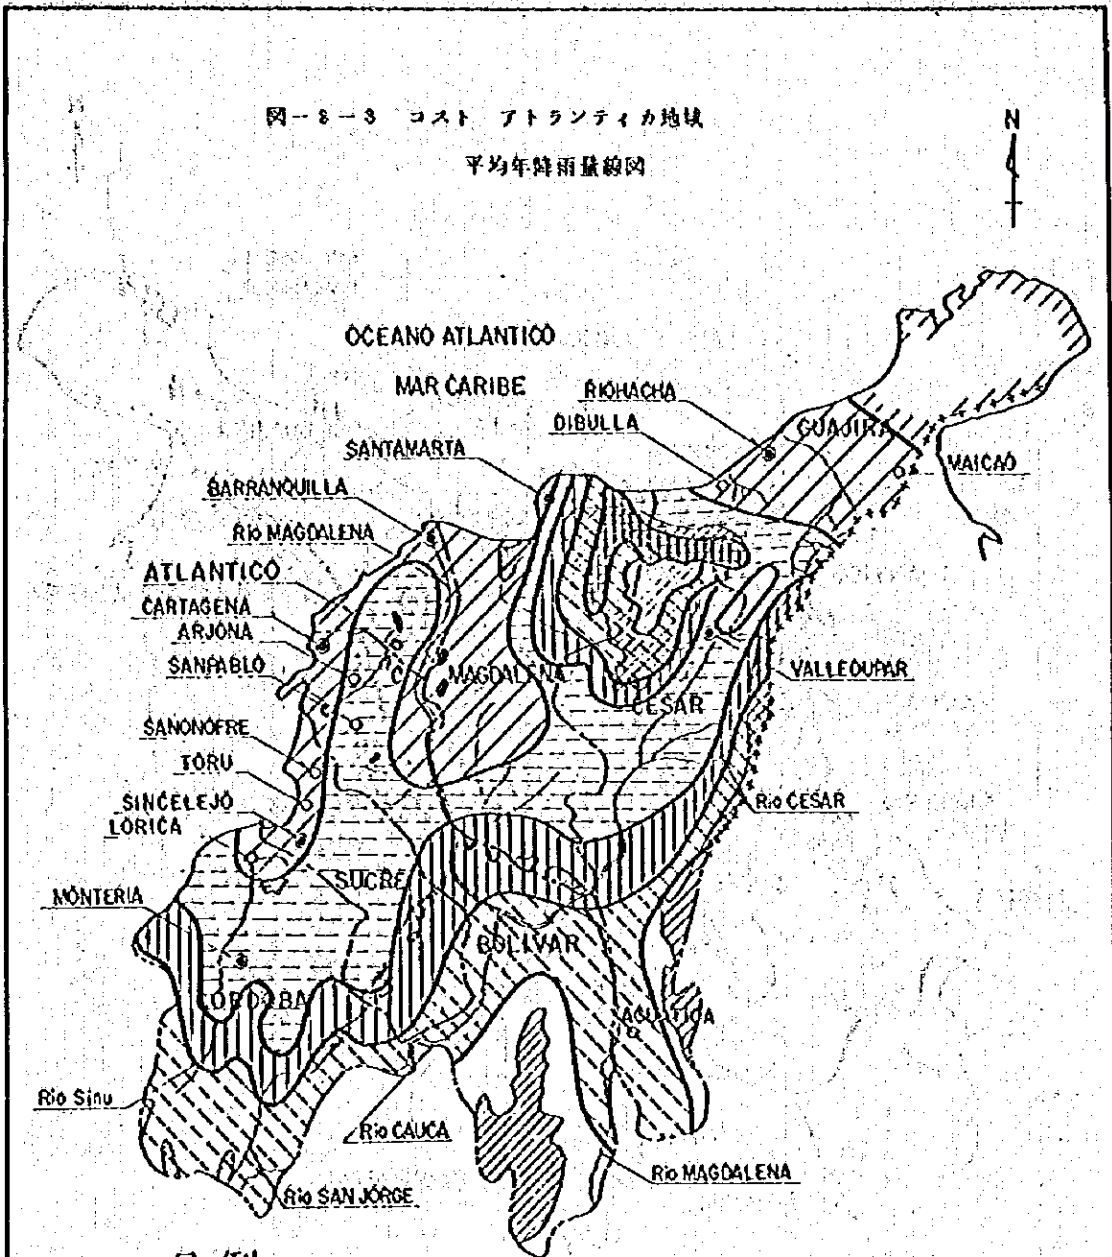 図-8-3 コスト アトランティカ地域
平均年降雨量線図
N
OCEANO ATLANTICO
MAR CARIBE
RIOHACHA
DIBULLA
GUAJIRA
SANTAMARTA
MAICAO
BARRANQUILLA
Rio MAGDALENA
ATLANTICO
CARTAGENA
ARJONA
SANPABLO
MAGDALENA
VALLEDUPAR
CESAR
SANONOFRE
TORU
SINCELEJO
Rio CESAR
LORICA
SUCRE
MONTERIA
BOLIVAR
CORDOBA
Rio Sinu
Rio CAUCA
Rio MAGDALENA
Rio SAN JORGE